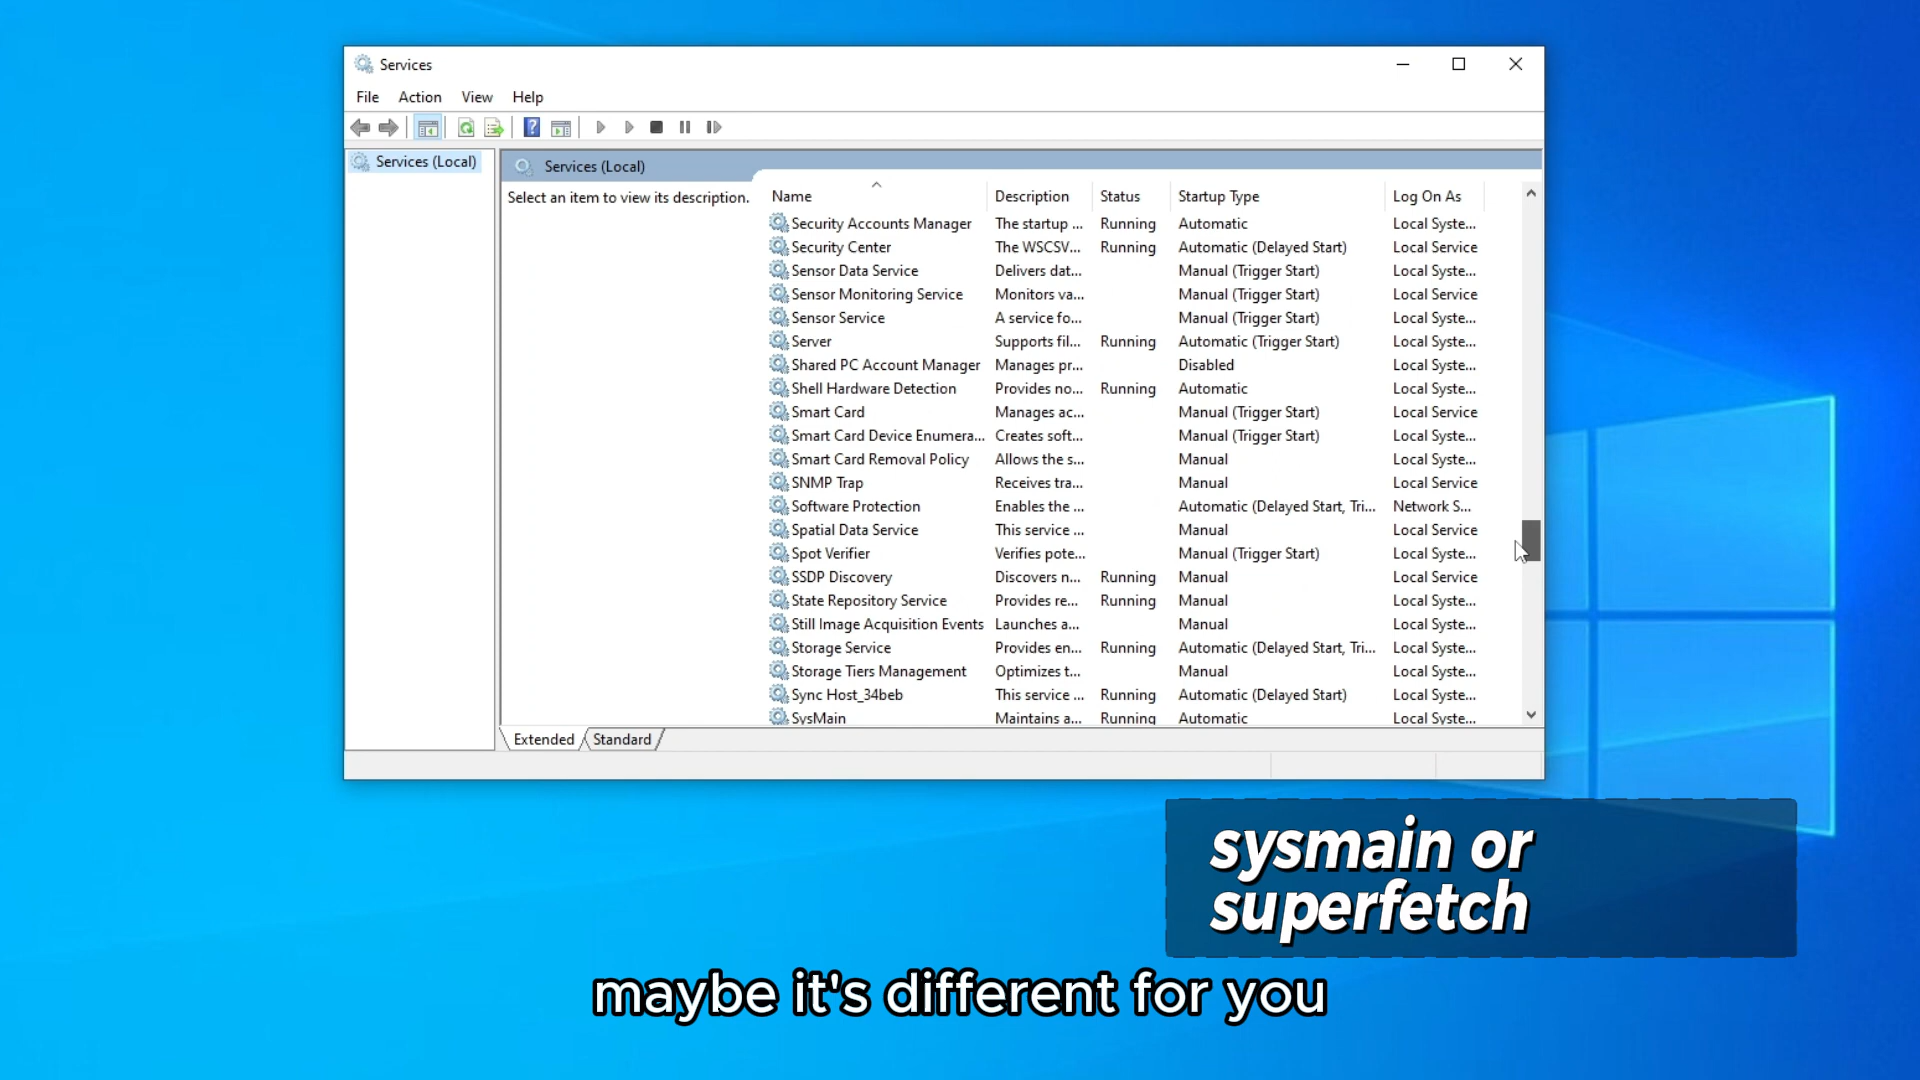 Services
File Action View Help
Services (Local)
Services (Local)
Select an item to view its description.
Name Description Status Startup Type Log On As
Security Accounts Manager The startup ... Running Automatic Local Syste...
Security Center The WSCSV... Running Automatic (Delayed Start) Local Service
Sensor Data Service Delivers dat... Manual (Trigger Start) Local Syste...
Sensor Monitoring Service Monitors va... Manual (Trigger Start) Local Service
Sensor Service A service fo... Manual (Trigger Start) Local Syste...
Server Supports fil... Running Automatic (Trigger Start) Local Syste...
Shared PC Account Manager Manages pr... Disabled Local Syste...
Shell Hardware Detection Provides no... Running Automatic Local Syste...
Smart Card Manages ac... Manual (Trigger Start) Local Service
Smart Card Device Enumera... Creates soft... Manual (Trigger Start) Local Syste...
Smart Card Removal Policy Allows the s... Manual Local Syste...
SNMP Trap Receives tra... Manual Local Service
Software Protection Enables the ... Automatic (Delayed Start, Tri... Network S...
Spatial Data Service This service ... Manual Local Service
Spot Verifier Verifies pote... Manual (Trigger Start) Local Syste...
SSDP Discovery Discovers n... Running Manual Local Service
State Repository Service Provides re... Running Manual Local Syste...
Still Image Acquisition Events Launches a... Manual Local Syste...
Storage Service Provides en... Running Automatic (Delayed Start, Tri... Local Syste...
Storage Tiers Management Optimizes t... Manual Local Syste...
Sync Host_34beb This service ... Running Automatic (Delayed Start) Local Syste...
SysMain Maintains a... Running Automatic Local Syste...
Extended Standard
sysmain or
superfetch
maybe it's different for you